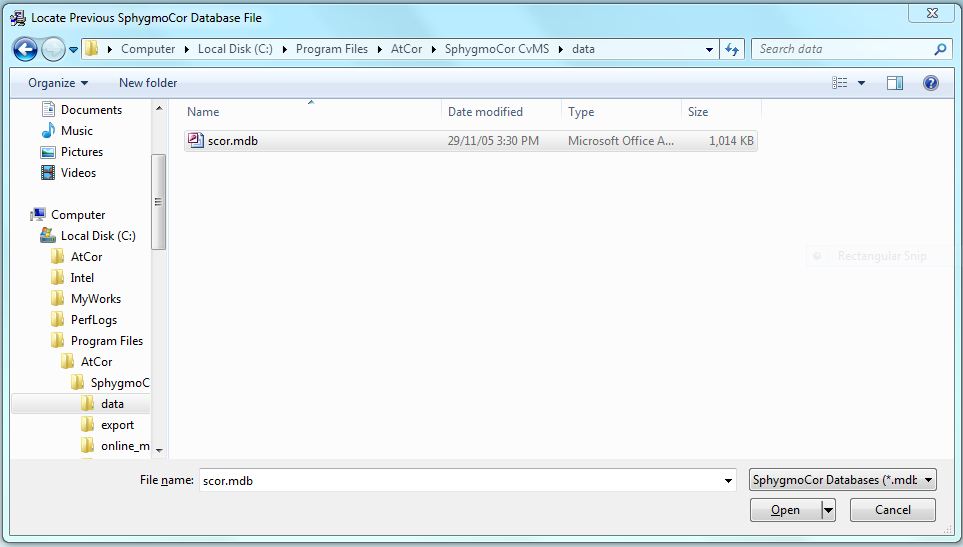 Locate Previous SphygmoCor Database File
Computer Local Disk (C:) Program Files AtCor SphygmoCor CvMS data Search data
Organize New folder
Name Date modified Type Size
scor.mdb 29/11/05 3:30 PM Microsoft Office A... 1,014 KB
Documents
Music
Pictures
Videos
Computer
Local Disk (C:)
AtCor
Intel
MyWorks
PerfLogs
Program Files
AtCor
SphygmoC
data
export
online_m
Rectangular Snip
File name: scor.mdb SphygmoCor Databases (*.mdb
Open Cancel